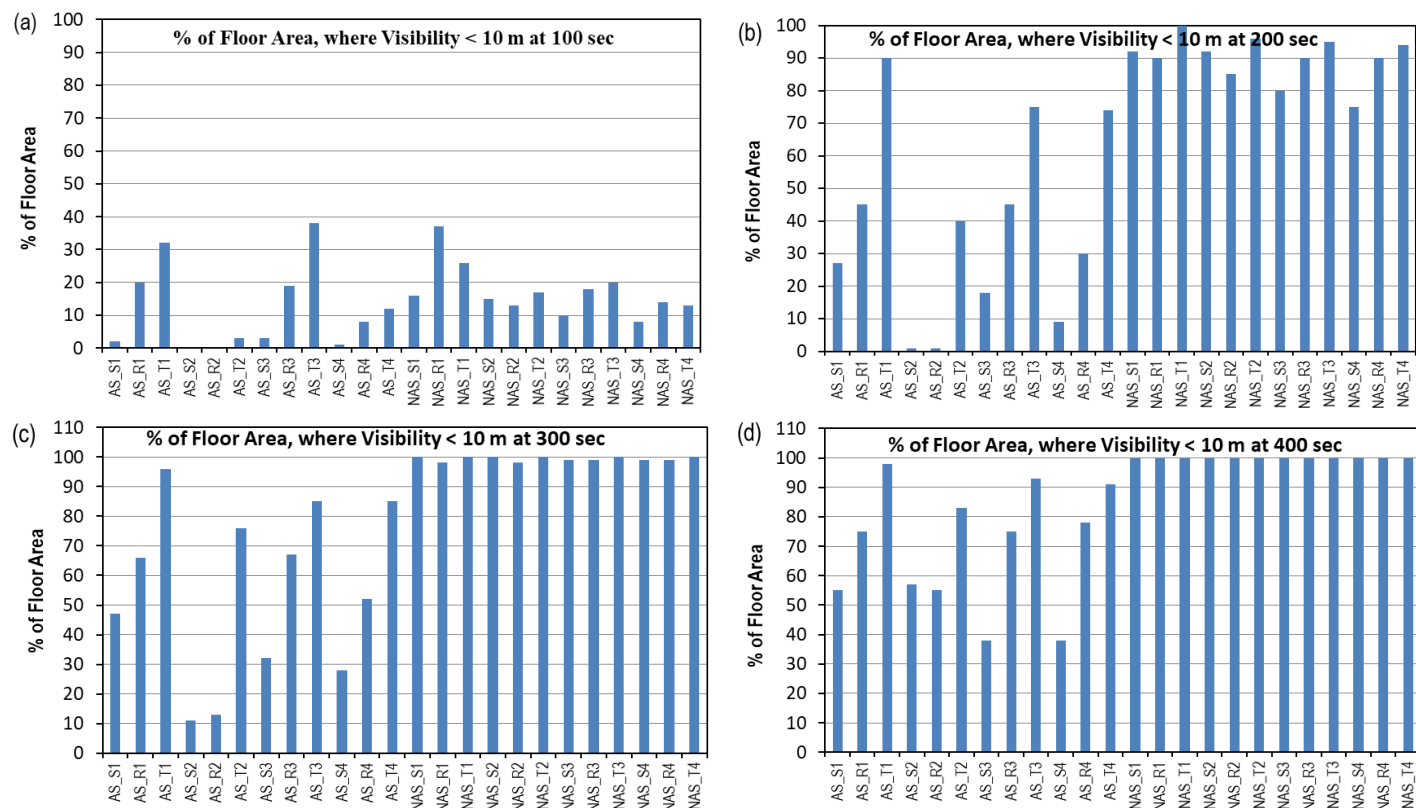 (a)
% of Floor Area, where Visibility < 10 m at 100 sec
% of Floor Area
100
90
80
70
60
50
40
30
20
10
0
AS_S1
AS_R1
AS_T1
AS_S2
AS_R2
AS_T2
AS_S3
AS_R3
AS_T3
AS_S4
AS_R4
AS_T4
NAS_S1
NAS_R1
NAS_T1
NAS_S2
NAS_R2
NAS_T2
NAS_S3
NAS_R3
NAS_T3
NAS_S4
NAS_R4
NAS_T4
(b)
% of Floor Area, where Visibility < 10 m at 200 sec
% of Floor Area
100
90
80
70
60
50
40
30
20
10
0
AS_S1
AS_R1
AS_T1
AS_S2
AS_R2
AS_T2
AS_S3
AS_R3
AS_T3
AS_S4
AS_R4
AS_T4
NAS_S1
NAS_R1
NAS_T1
NAS_S2
NAS_R2
NAS_T2
NAS_S3
NAS_R3
NAS_T3
NAS_S4
NAS_R4
NAS_T4
(c)
% of Floor Area, where Visibility < 10 m at 300 sec
% of Floor Area
110
100
90
80
70
60
50
40
30
20
10
0
AS_S1
AS_R1
AS_T1
AS_S2
AS_R2
AS_T2
AS_S3
AS_R3
AS_T3
AS_S4
AS_R4
AS_T4
NAS_S1
NAS_R1
NAS_T1
NAS_S2
NAS_R2
NAS_T2
NAS_S3
NAS_R3
NAS_T3
NAS_S4
NAS_R4
NAS_T4
(d)
% of Floor Area, where Visibility < 10 m at 400 sec
% of Floor Area
110
100
90
80
70
60
50
40
30
20
10
0
AS_S1
AS_R1
AS_T1
AS_S2
AS_R2
AS_T2
AS_S3
AS_R3
AS_T3
AS_S4
AS_R4
AS_T4
NAS_S1
NAS_R1
NAS_T1
NAS_S2
NAS_R2
NAS_T2
NAS_S3
NAS_R3
NAS_T3
NAS_S4
NAS_R4
NAS_T4